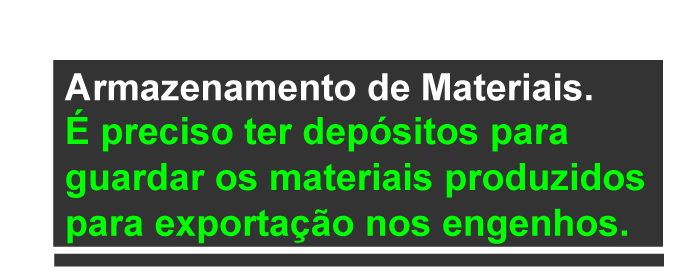 Armazenamento de Materiais.
É preciso ter depósitos para
guardar os materiais produzidos
para exportação nos engenhos.